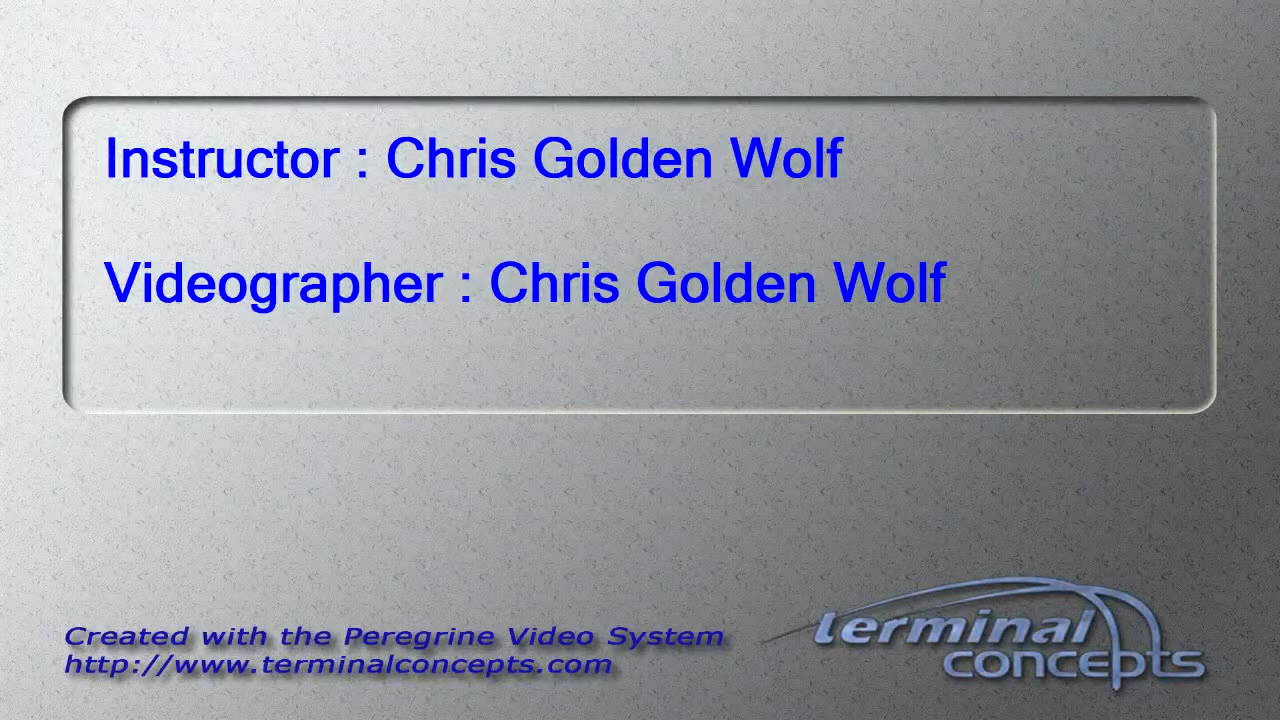 Instructor : Chris Golden Wolf
Videographer : Chris Golden Wolf
Created with the Peregrine Video System
http://www.terminalconcepts.com
terminal
concepts